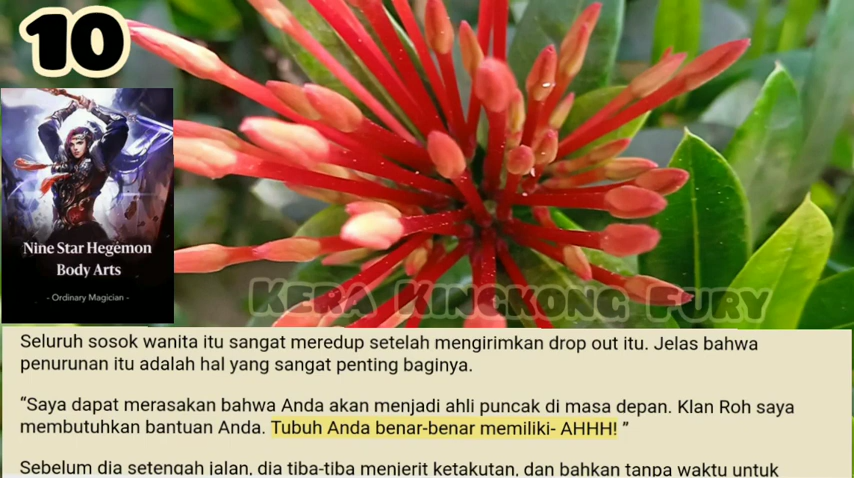 10
Nine Star Hegemon
Body Arts
- Ordinary Magician -
Kera Kingkong Fury
Seluruh sosok wanita itu sangat meredup setelah mengirimkan drop out itu. Jelas bahwa
penurunan itu adalah hal yang sangat penting baginya.
“Saya dapat merasakan bahwa Anda akan menjadi ahli puncak di masa depan. Klan Roh saya
membutuhkan bantuan Anda. Tubuh Anda benar-benar memiliki- AHHH! ”
Sebelum dia setengah jalan, dia tiba-tiba menjerit ketakutan, dan bahkan tanpa waktu untuk